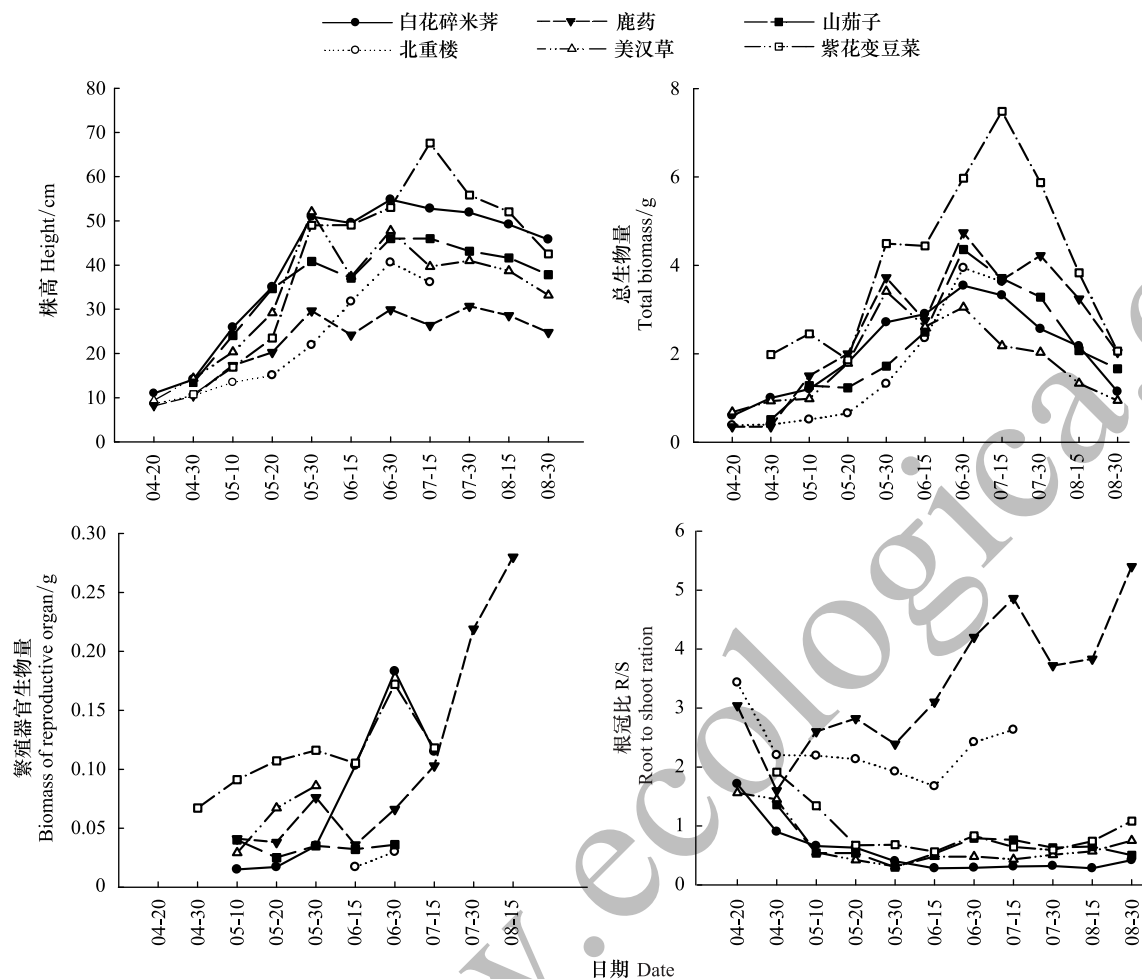 白花碎米荠 鹿药 山茄子
北重楼 美汉草 紫花变豆菜
株高 Height/cm
80
70
60
50
40
30
20
10
0
04-20 04-30 05-10 05-20 05-30 06-15 06-30 07-15 07-30 08-15 08-30
总生物量
Total biomass/g
8
6
4
2
0
04-20 04-30 05-10 05-20 05-30 06-15 06-30 07-15 07-30 08-15 08-30
繁殖器官生物量
Biomass of reproductive organ/g
0.30
0.25
0.20
0.15
0.10
0.05
0
04-20 04-30 05-10 05-20 05-30 06-15 06-30 07-15 07-30 08-15
根冠比 R/S
Root to shoot ration
6
5
4
3
2
1
0
04-20 04-30 05-10 05-20 05-30 06-15 06-30 07-15 07-30 08-15 08-30
日期 Date
y.ecologica.c